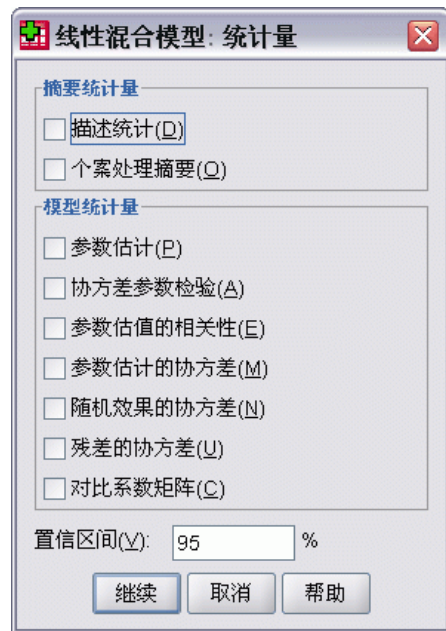 线性混合模型: 统计量
摘要统计量
描述统计(D)
个案处理摘要(O)
模型统计量
参数估计(P)
协方差参数检验(A)
参数估值的相关性(E)
参数估计的协方差(M)
随机效果的协方差(N)
残差的协方差(U)
对比系数矩阵(C)
置信区间(V): 95 %
继续 取消 帮助